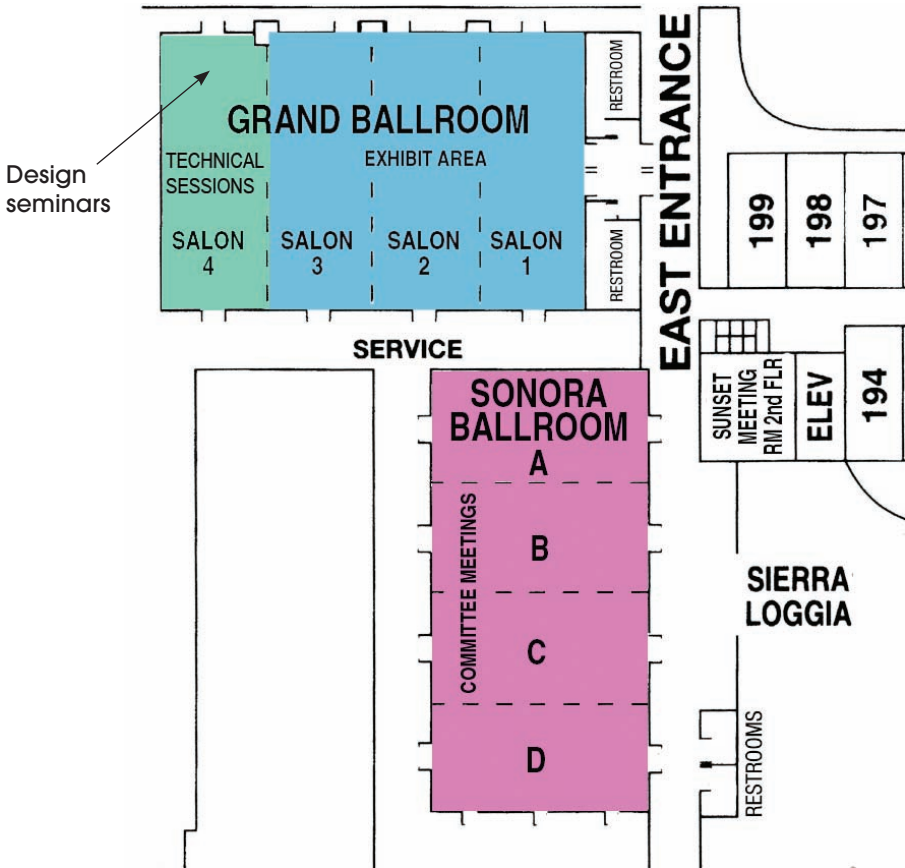 Design
seminars
GRAND BALLROOM
TECHNICAL
SESSIONS
EXHIBIT AREA
SALON
4
SALON
3
SALON
2
SALON
1
RESTROOM
RESTROOM
EAST ENTRANCE
199
198
197
SERVICE
SONORA
BALLROOM
A
B
C
D
COMMITTEE MEETINGS
SUNSET
MEETING
RM 2nd FLR
ELEV
194
SIERRA
LOGGIA
RESTROOMS